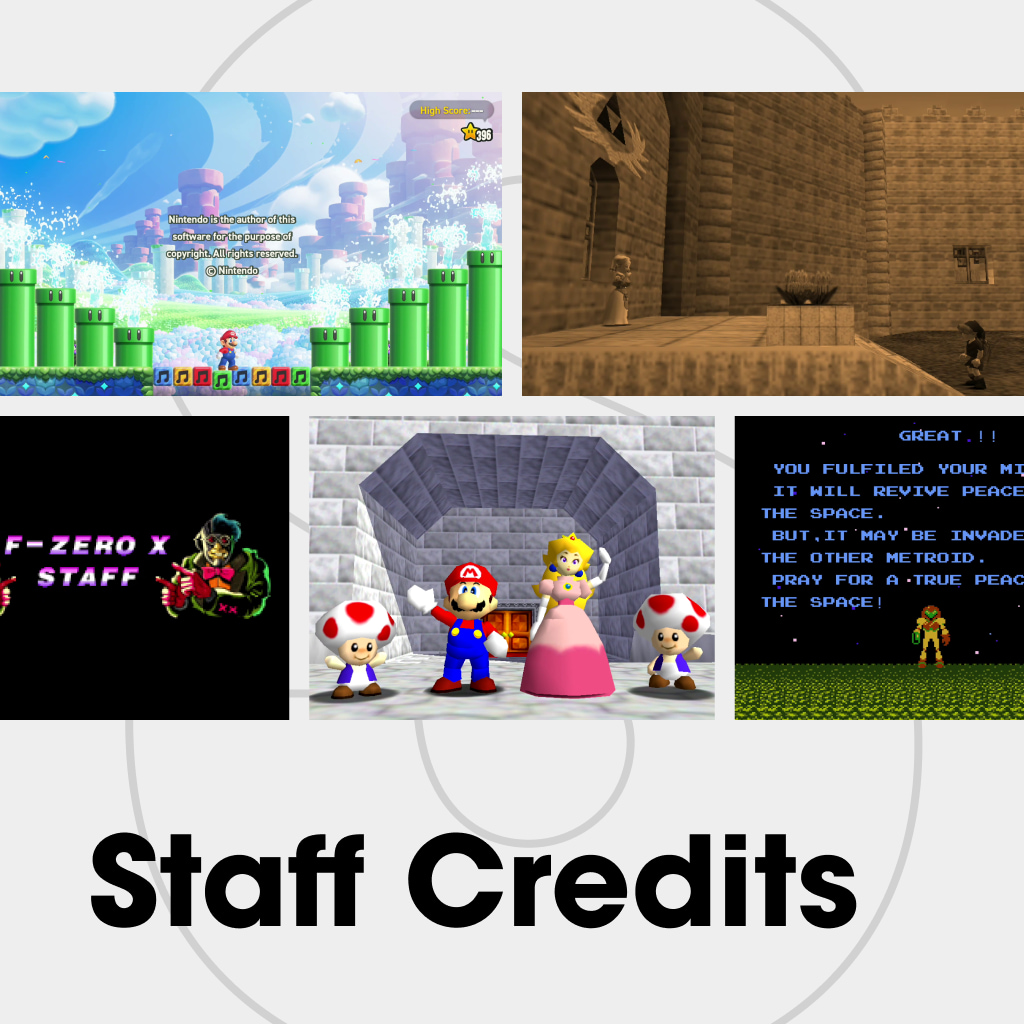 High Score ---
396
Nintendo is the author of this
software for the purpose of
copyright. All rights reserved.
© Nintendo
F-ZERO X
STAFF
GREAT !!
YOU FULFILED YOUR MI
IT WILL REVIVE PEACE
THE SPACE.
BUT,IT MAY BE INVADE
THE OTHER METROID.
PRAY FOR A TRUE PEAC
THE SPACE!
Staff Credits